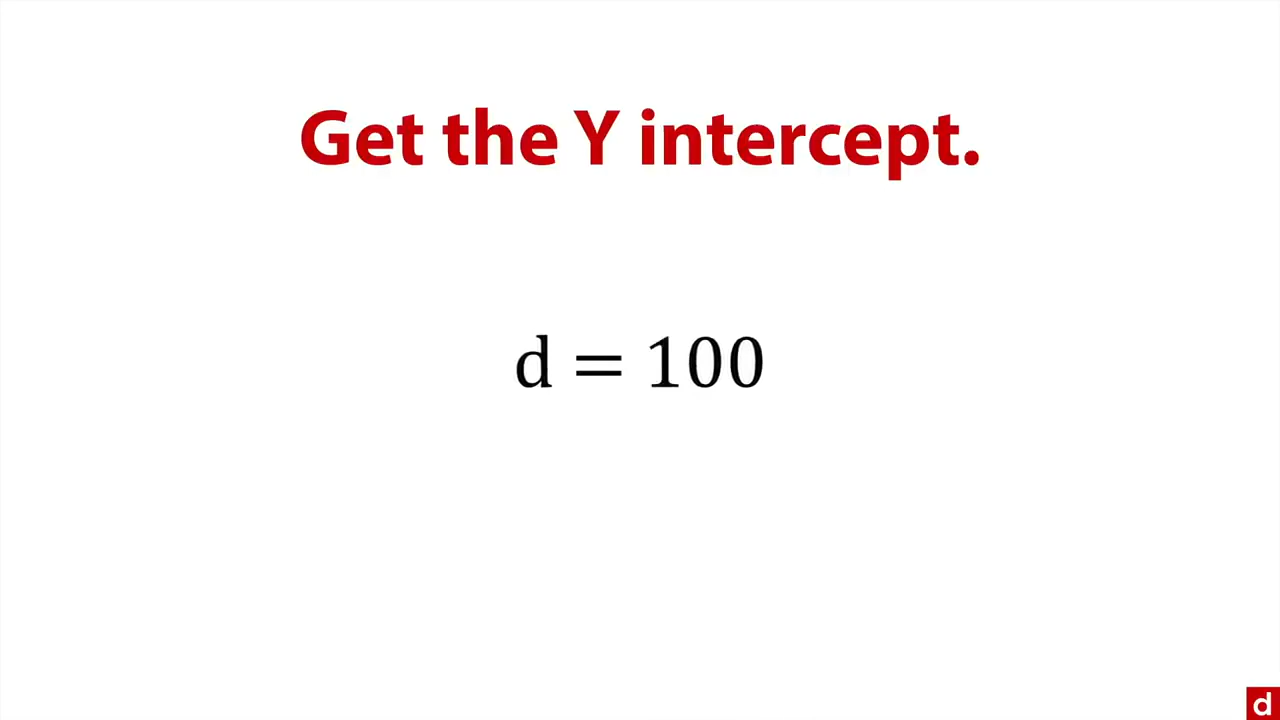 Get the Y intercept.
d = 100
d